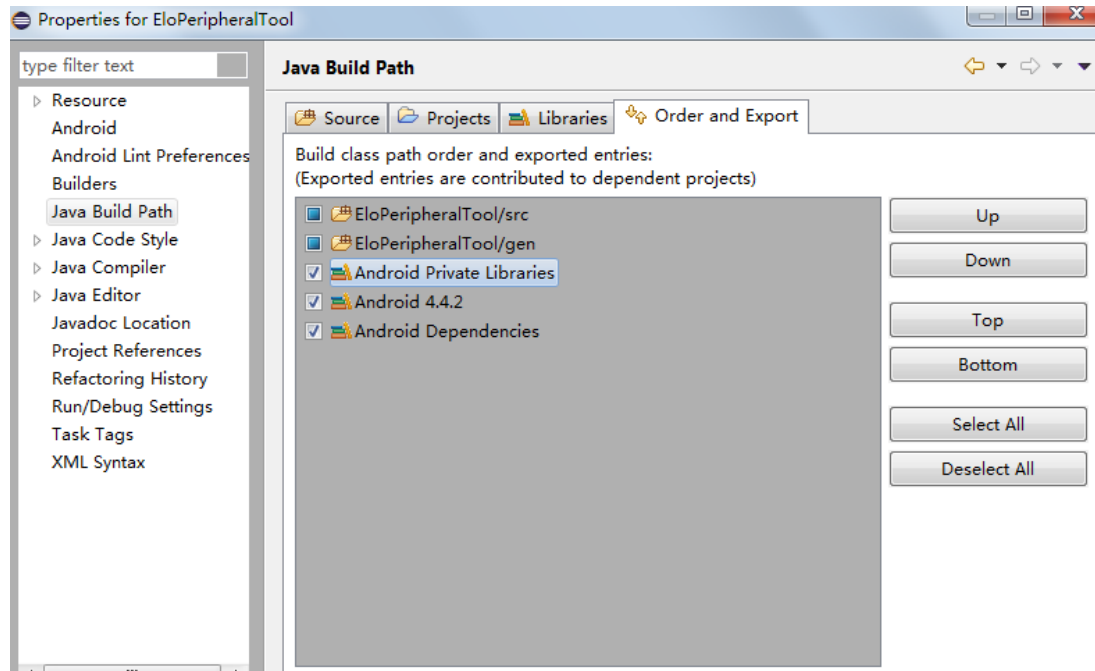 Properties for EloPeripheralTool
type filter text
Resource
Android
Android Lint Preferences
Builders
Java Build Path
Java Code Style
Java Compiler
Java Editor
Javadoc Location
Project References
Refactoring History
Run/Debug Settings
Task Tags
XML Syntax
Java Build Path
Source
Projects
Libraries
Order and Export
Build class path order and exported entries:
(Exported entries are contributed to dependent projects)
EloPeripheralTool/src
EloPeripheralTool/gen
Android Private Libraries
Android 4.4.2
Android Dependencies
Up
Down
Top
Bottom
Select All
Deselect All